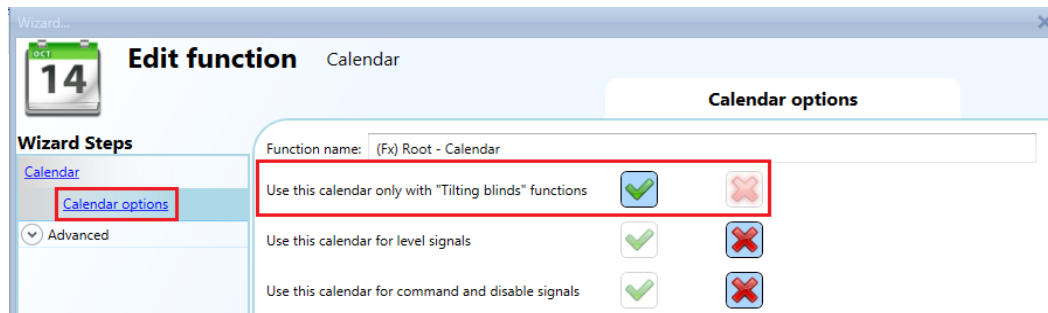 Wizard...
OCT
14
Edit function Calendar
Calendar options
Wizard Steps
Function name: (Fx) Root - Calendar
Calendar
Use this calendar only with "Tilting blinds" functions
Calendar options
Advanced
Use this calendar for level signals
Use this calendar for command and disable signals